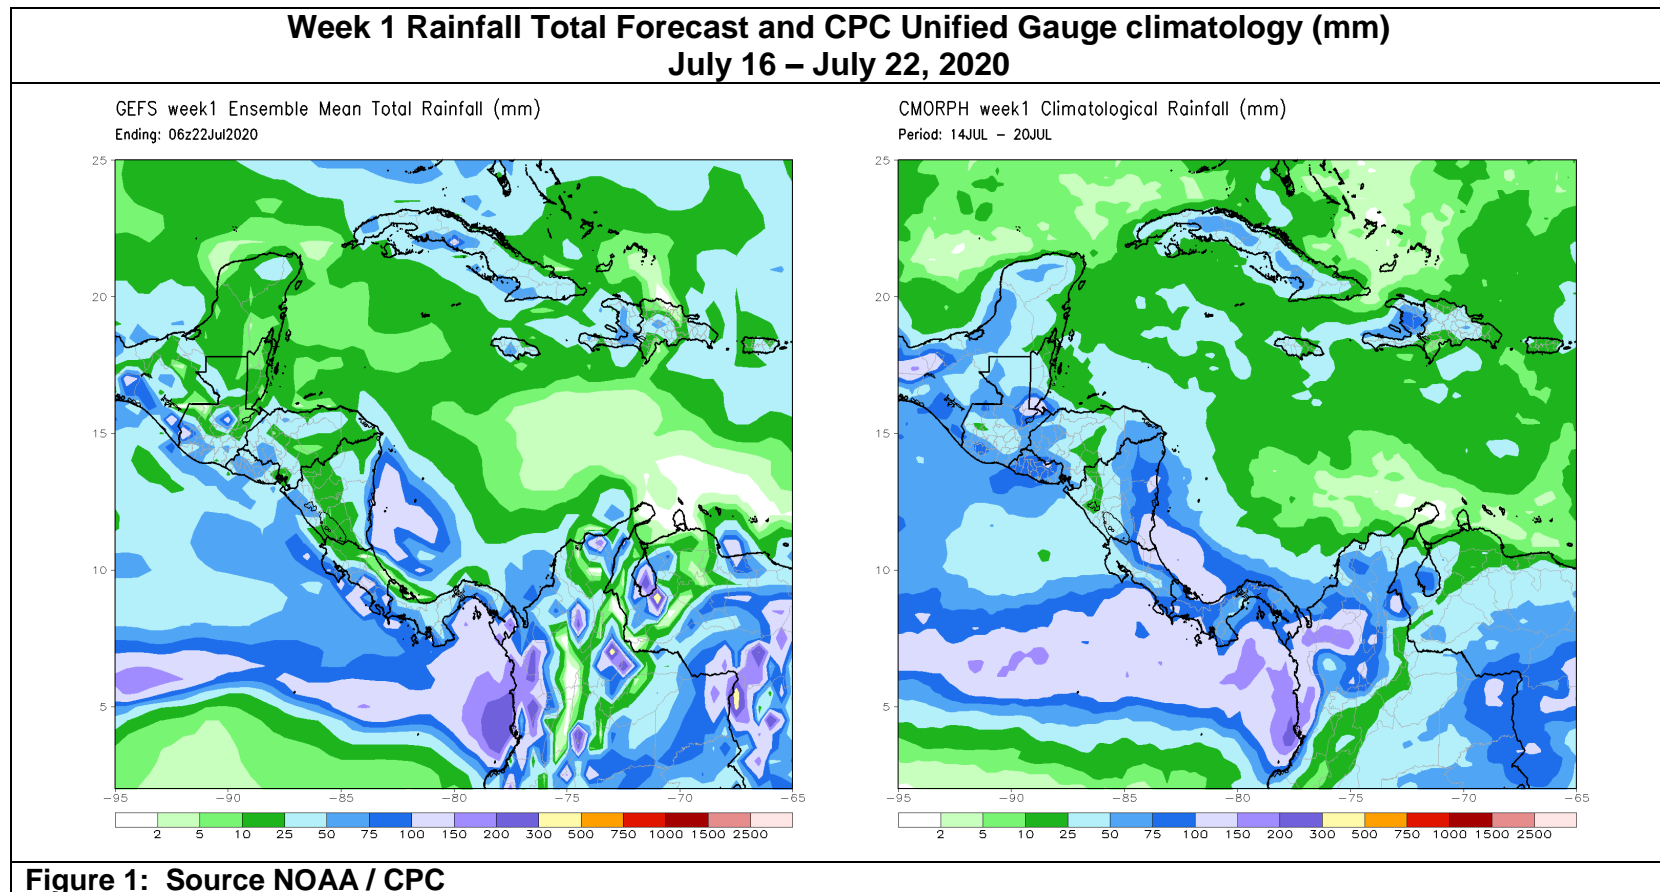 Week 1 Rainfall Total Forecast and CPC Unified Gauge climatology (mm)
July 16 – July 22, 2020
GEFS week1 Ensemble Mean Total Rainfall (mm)
Ending: 06z22Jul2020
25
20
15
10
5
−95 −90 −85 −80 −75 −70 −65
2 5 10 25 50 75 100 150 200 300 500 750 1000 1500 2500
CMORPH week1 Climatological Rainfall (mm)
Period: 14JUL − 20JUL
25
20
15
10
5
−95 −90 −85 −80 −75 −70 −65
2 5 10 25 50 75 100 150 200 300 500 750 1000 1500 2500
Figure 1: Source NOAA / CPC